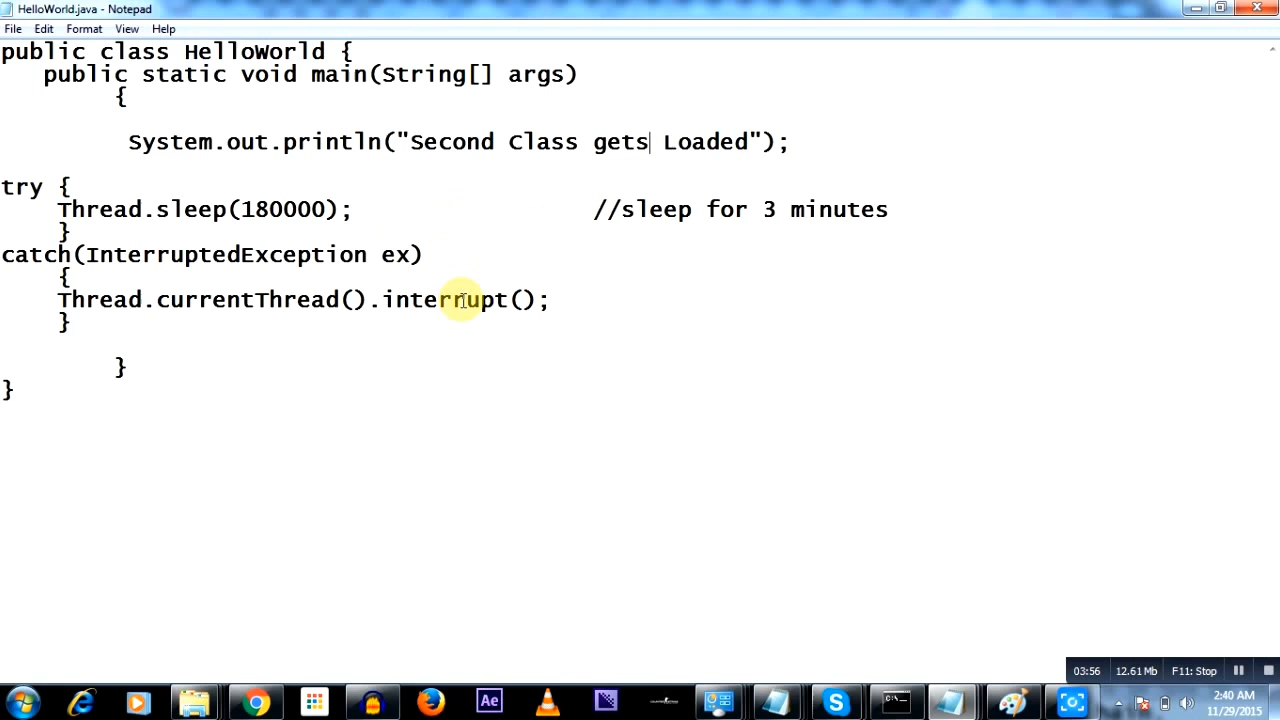 HelloWorld.java - Notepad
File Edit Format View Help
public class HelloWorld {
public static void main(String[] args)
{
System.out.println("Second Class gets Loaded");
try {
Thread.sleep(180000); //sleep for 3 minutes
}
catch(InterruptedException ex)
{
Thread.currentThread().interrupt();
}
}
}
03:56 12.61 Mb F11: Stop
Ae
C:\_
2:40 AM
11/29/2015